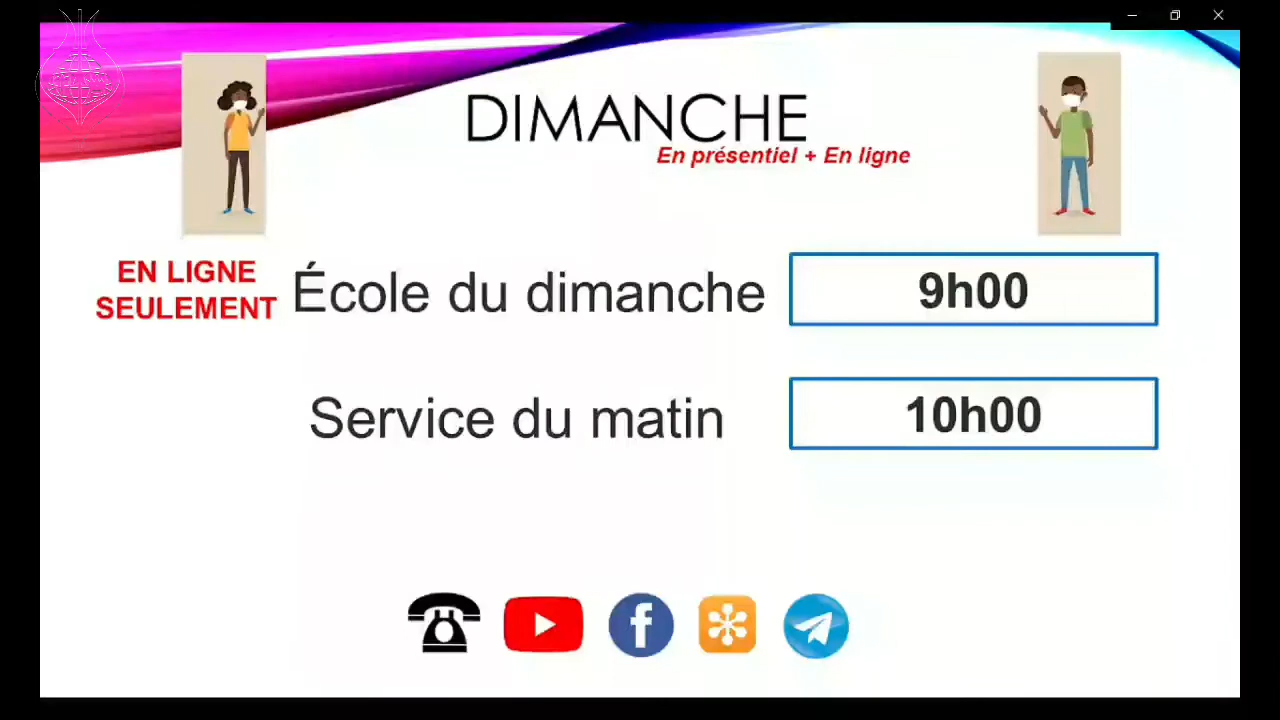 DIMANCHE
En présentiel + En ligne
EN LIGNE
SEULEMENT
École du dimanche
9h00
Service du matin
10h00